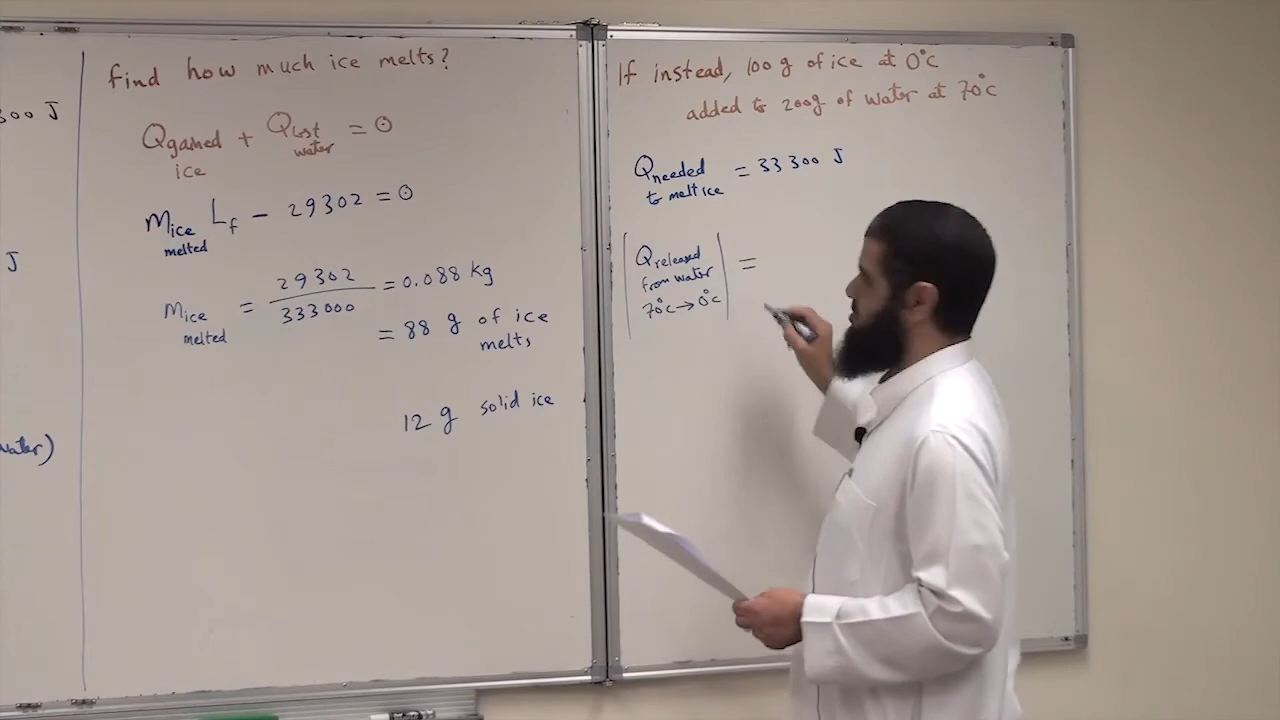 300 J
J
water)
find how much ice melts?
Qgained + Qlost = 0
ice water
mice Lf - 29302 = 0
melted
mice = 29302 / 333000 = 0.088 kg
melted
= 88 g of ice
melts
12 g solid ice
If instead, 100 g of ice at 0°C
added to 200g of water at 70°C
Qneeded = 33300 J
to melt ice
|Qreleased| =
from water
70°C → 0°C